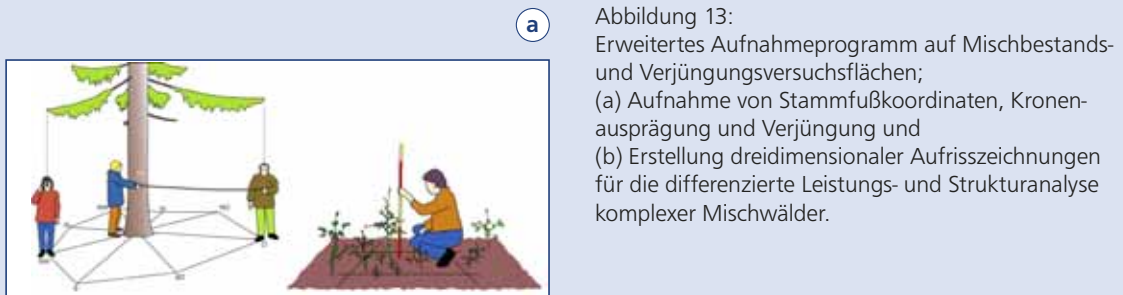 a
Abbildung 13:
Erweitertes Aufnahmeprogramm auf Mischbestands-
und Verjüngungsversuchsflächen;
(a) Aufnahme von Stammfußkoordinaten, Kronen-
ausprägung und Verjüngung und
(b) Erstellung dreidimensionaler Aufrisszeichnungen
für die differenzierte Leistungs- und Strukturanalyse
komplexer Mischwälder.